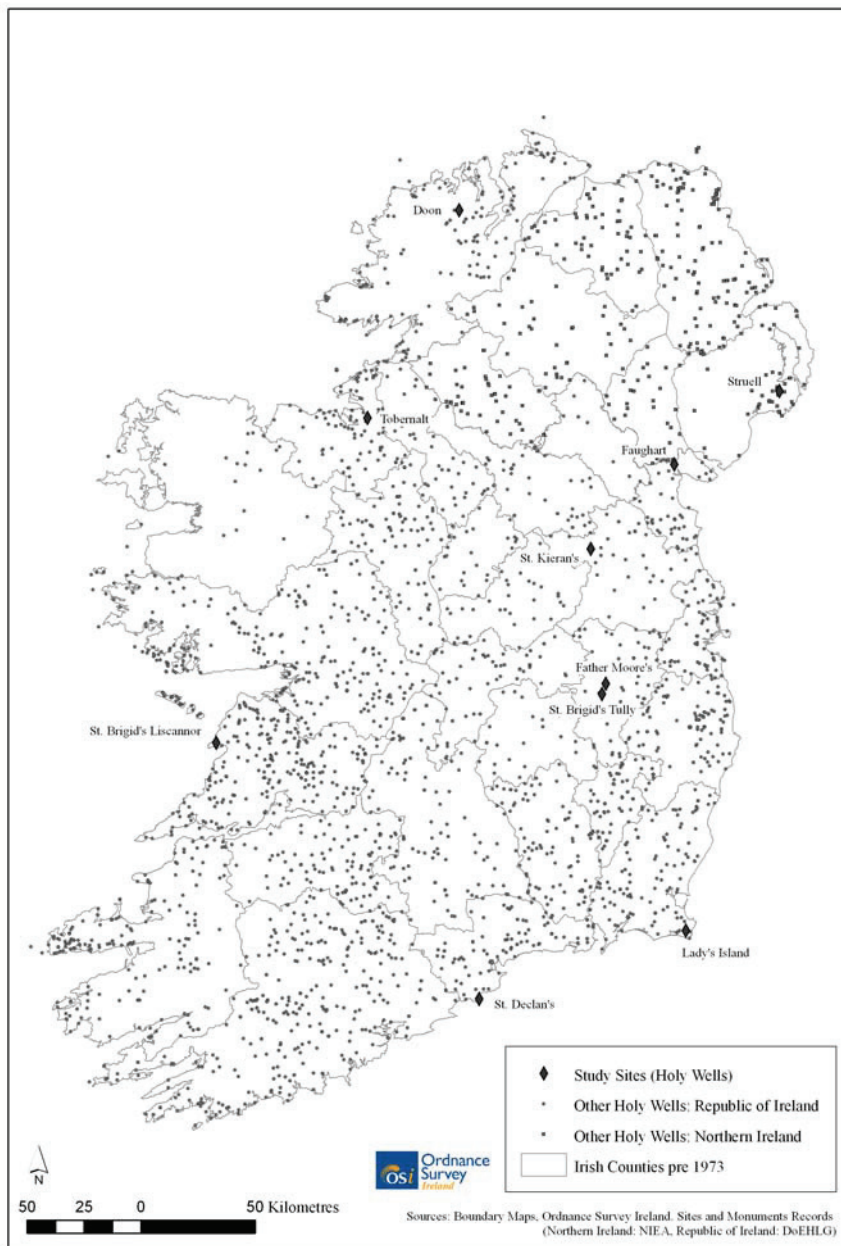 Doon
Struell
Tobernalt
Faughart
St. Kieran's
Father Moore's
St. Brigid's Tully
St. Brigid's Liscannor
Lady's Island
St. Declan's
Study Sites (Holy Wells)
Other Holy Wells: Republic of Ireland
Other Holy Wells: Northern Ireland
Irish Counties pre 1973
N
osi
Ordnance
Survey
Ireland
50 25 0 50 Kilometres
Sources: Boundary Maps, Ordnance Survey Ireland. Sites and Monuments Records
(Northern Ireland: NIEA, Republic of Ireland: DoEHLG)